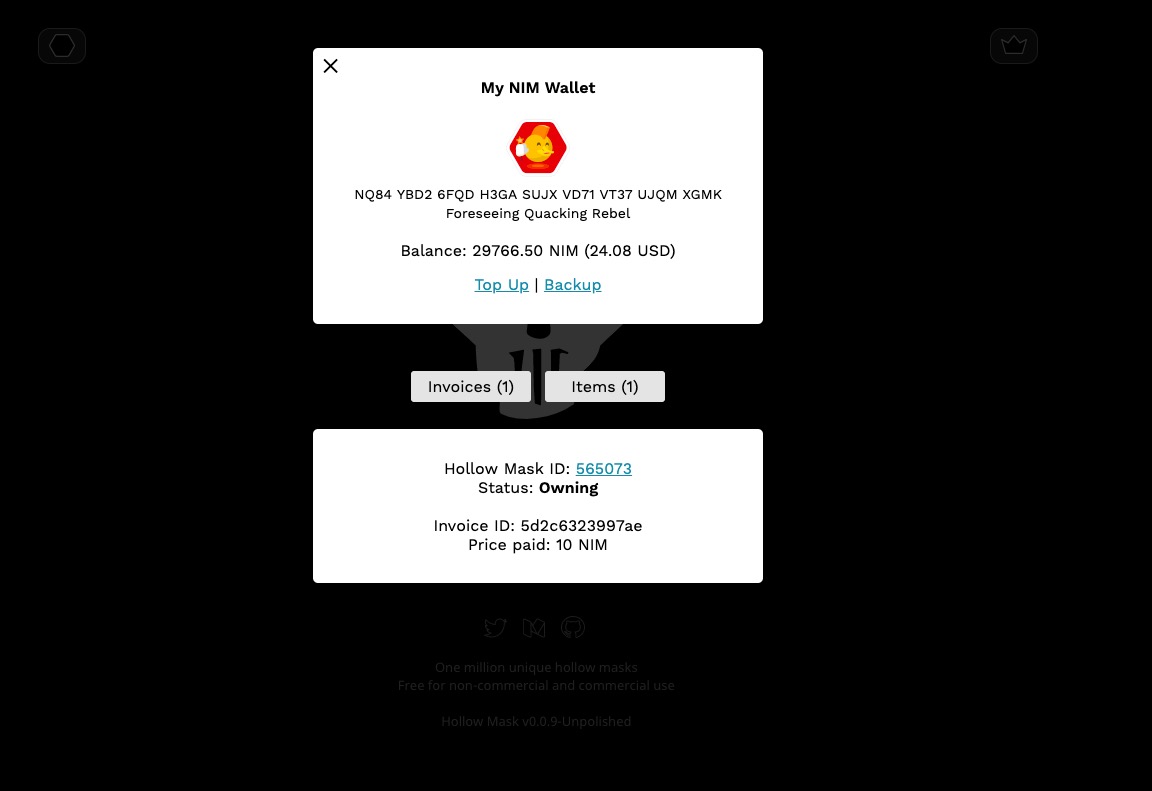 My NIM Wallet
NQ84 YBD2 6FQD H3GA SUJX VD71 VT37 UJQM XGMK
Foreseeing Quacking Rebel
Balance: 29766.50 NIM (24.08 USD)
Top Up | Backup
Invoices (1) Items (1)
Hollow Mask ID: 565073
Status: Owning
Invoice ID: 5d2c6323997ae
Price paid: 10 NIM
One million unique hollow masks
Free for non-commercial and commercial use
Hollow Mask v0.0.9-Unpolished